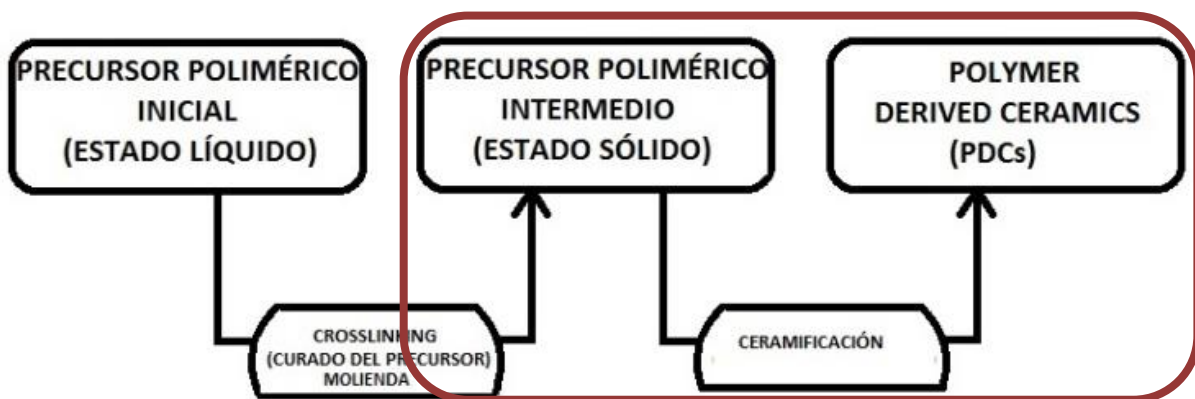 PRECURSOR POLIMÉRICO
INICIAL
(ESTADO LÍQUIDO)
PRECURSOR POLIMÉRICO
INTERMEDIO
(ESTADO SÓLIDO)
POLYMER
DERIVED CERAMICS
(PDCs)
CROSSLINKING
(CURADO DEL PRECURSOR)
MOLIENDA
CERAMIFICACIÓN